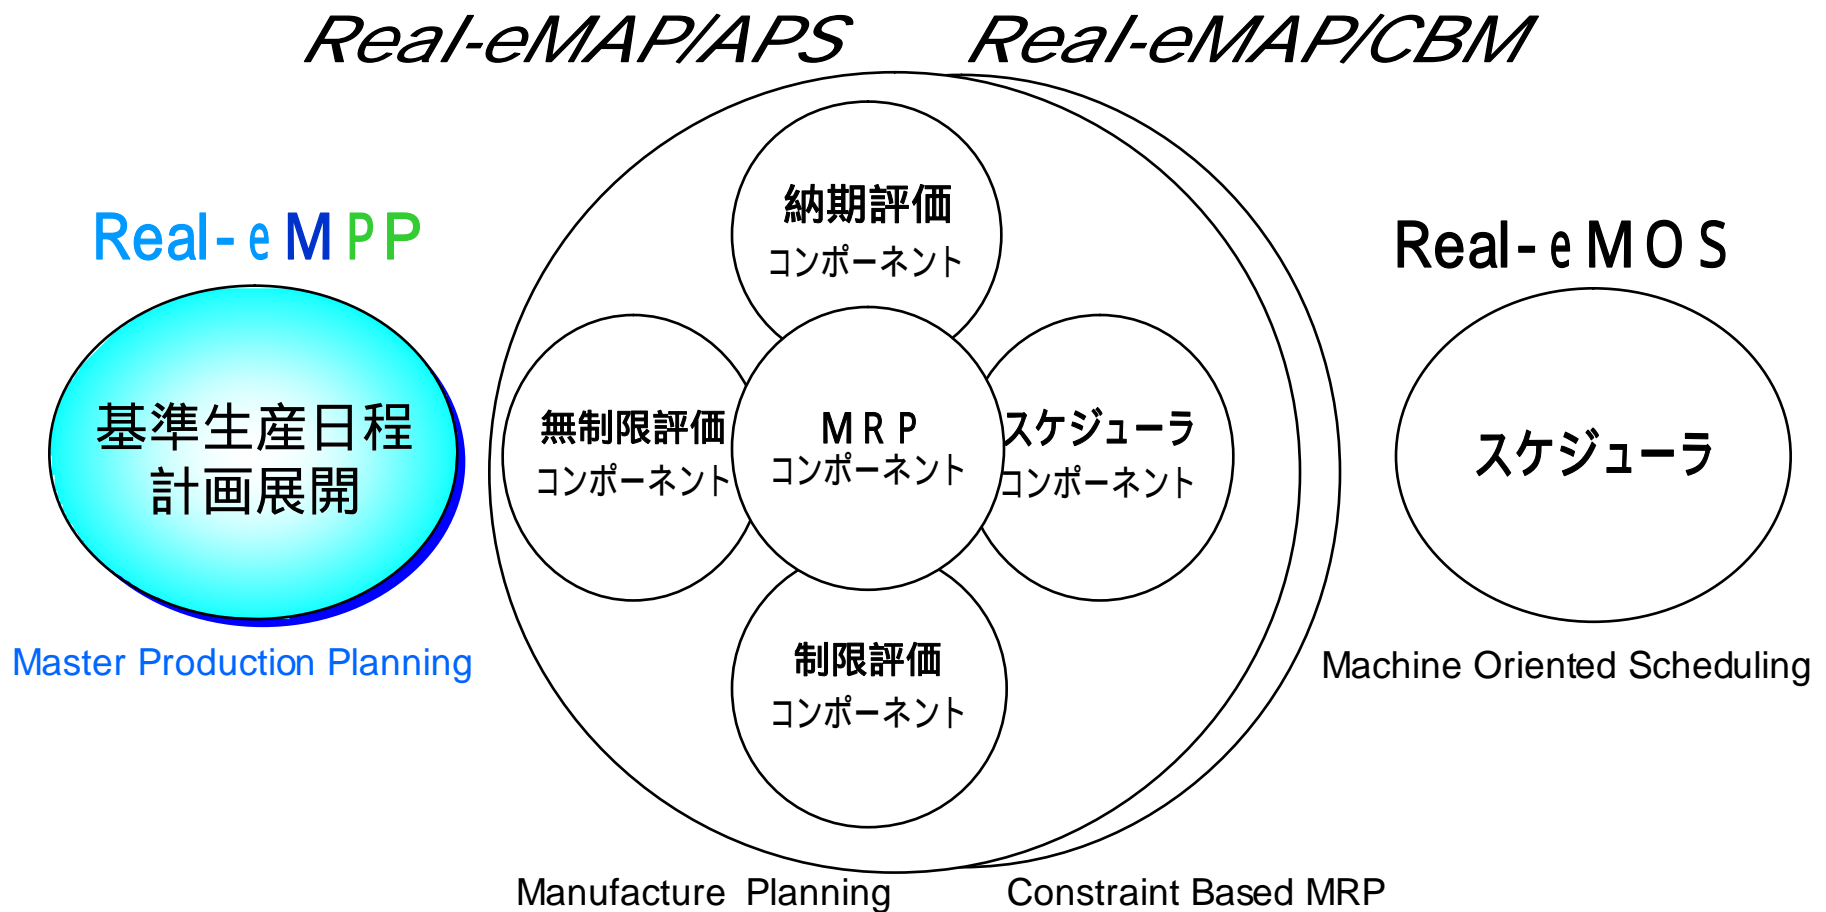 Real-eMAP/APS
Real-eMAP/CBM
Real-eMPP
基準生産日程
計画展開
Master Production Planning
納期評価
コンポーネント
無制限評価
コンポーネント
MRP
コンポーネント
スケジューラ
コンポーネント
制限評価
コンポーネント
Manufacture Planning
Constraint Based MRP
Real-eMOS
スケジューラ
Machine Oriented Scheduling